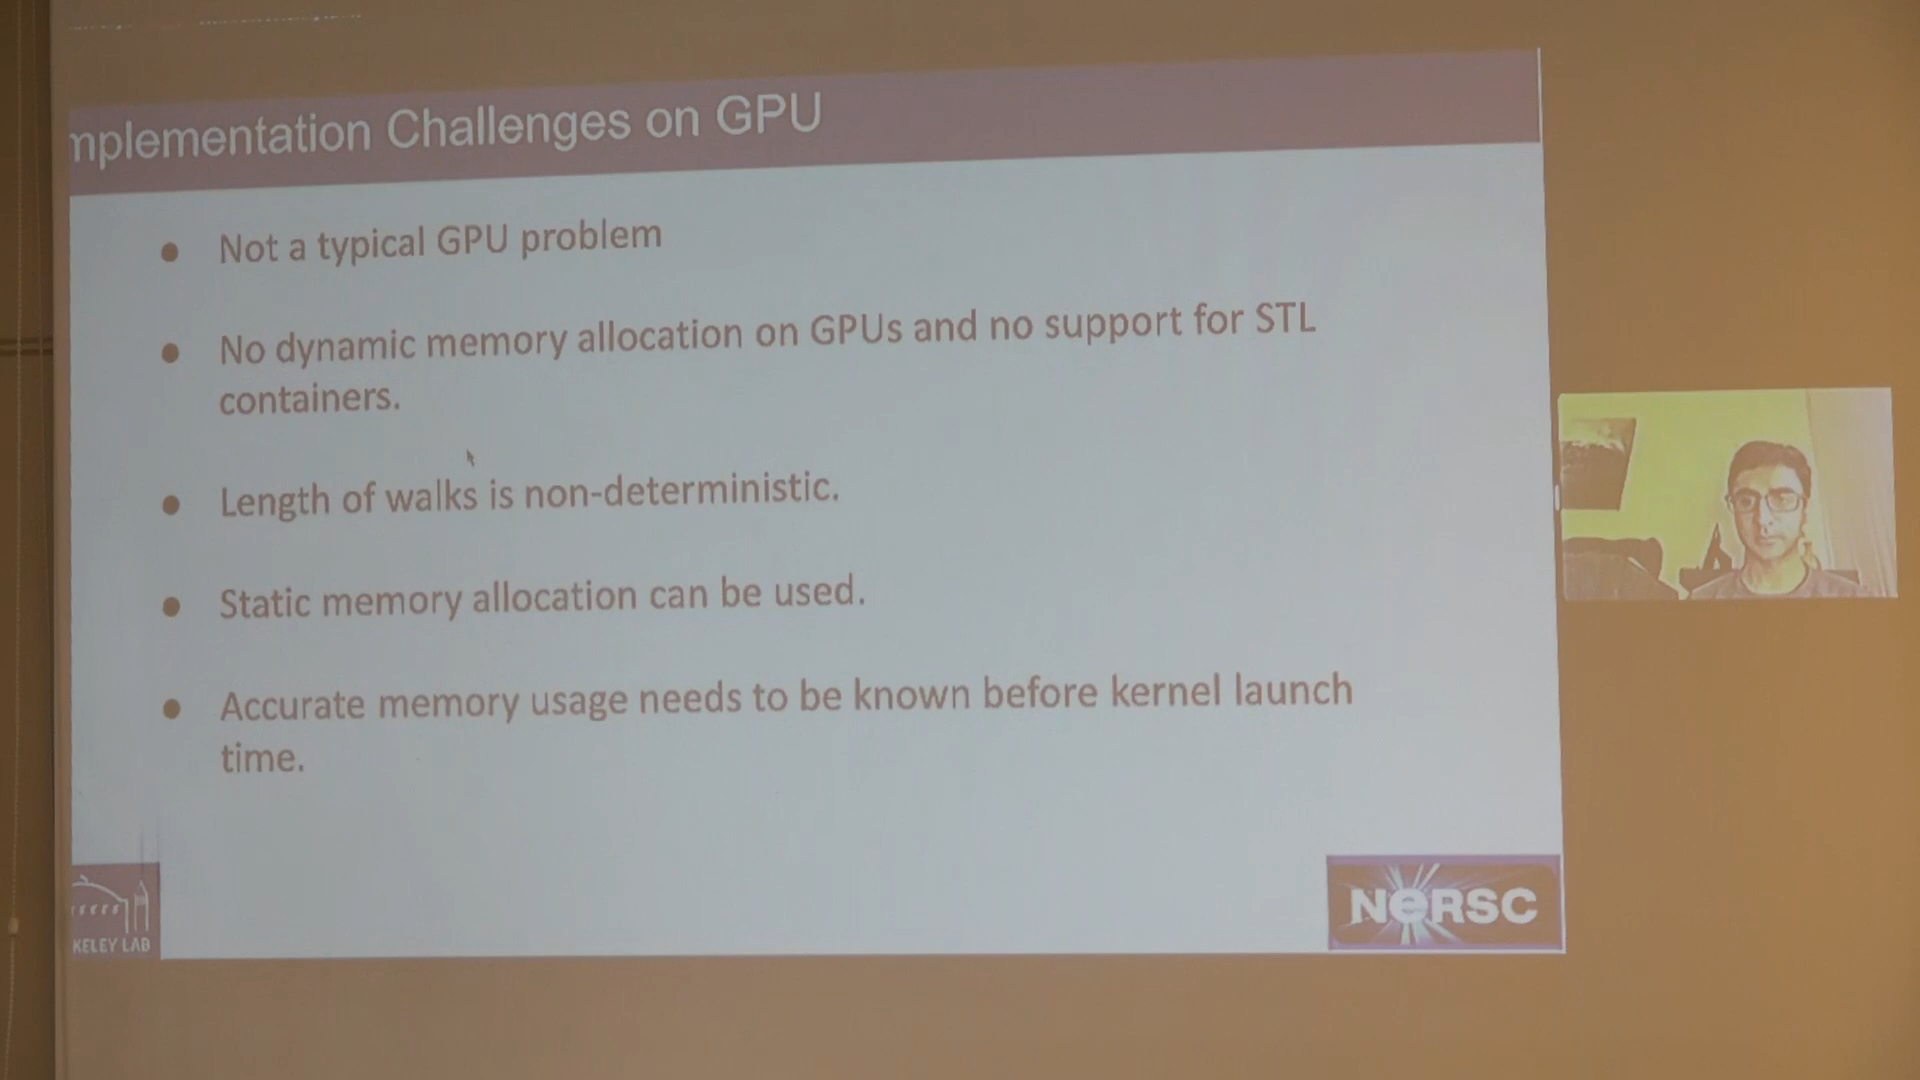 mplementation Challenges on GPU
● Not a typical GPU problem
● No dynamic memory allocation on GPUs and no support for STL
containers.
● Length of walks is non-deterministic.
● Static memory allocation can be used.
● Accurate memory usage needs to be known before kernel launch
time.
KELEY LAB
NeRSC